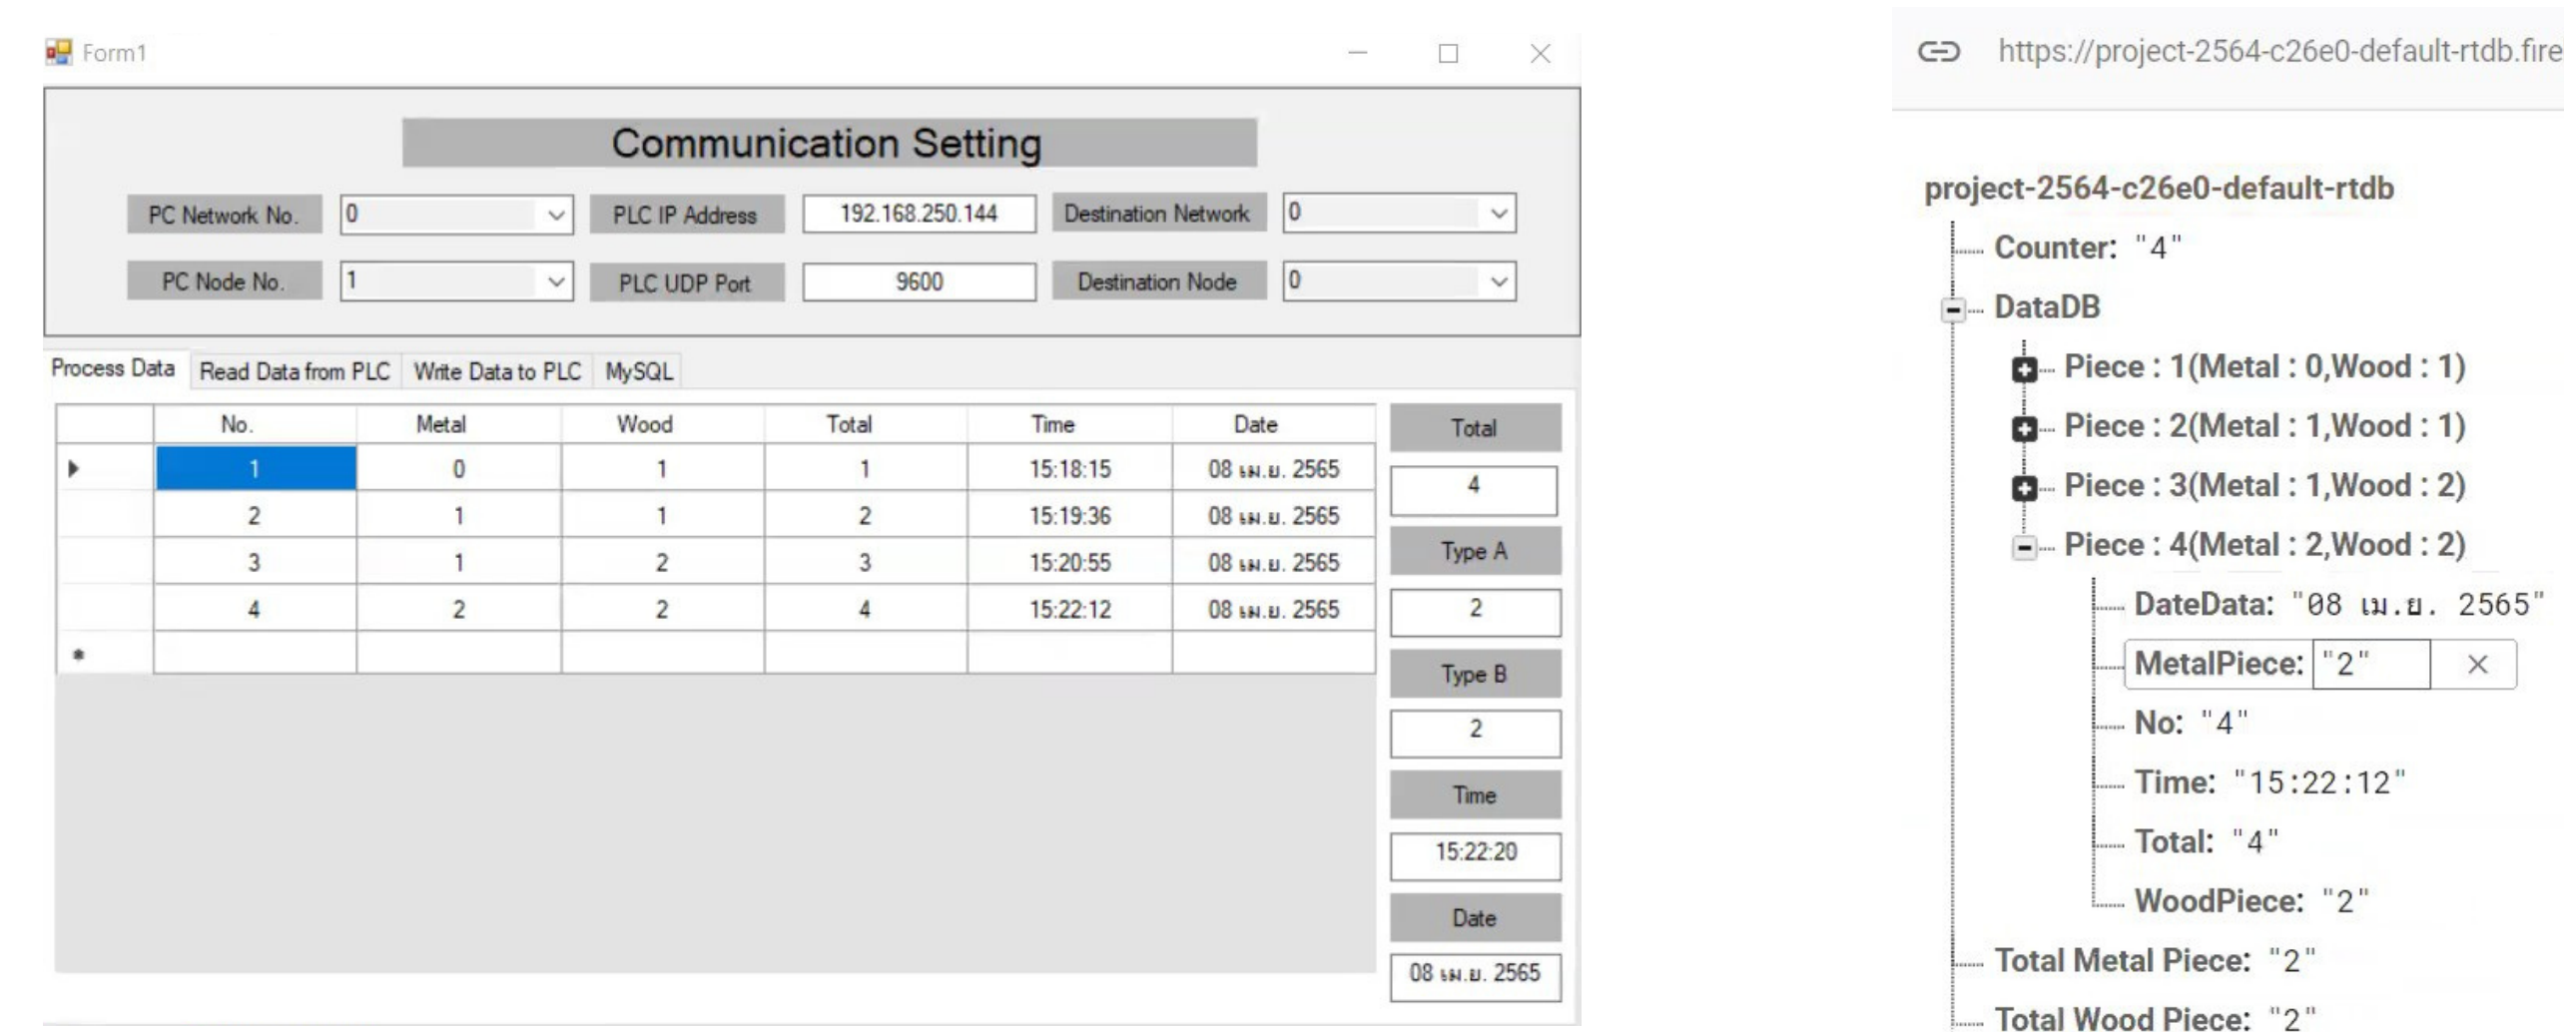 Form1
Communication Setting
PC Network No. 0 PLC IP Address 192.168.250.144 Destination Network 0
PC Node No. 1 PLC UDP Port 9600 Destination Node 0
Process Data Read Data from PLC Write Data to PLC MySQL
No. Metal Wood Total Time Date
1 0 1 1 15:18:15 08 เม.ย. 2565
2 1 1 2 15:19:36 08 เม.ย. 2565
3 1 2 3 15:20:55 08 เม.ย. 2565
4 2 2 4 15:22:12 08 เม.ย. 2565
Total
4
Type A
2
Type B
2
Time
15:22:20
Date
08 เม.ย. 2565
https://project-2564-c26e0-default-rtdb.fire
project-2564-c26e0-default-rtdb
Counter: "4"
DataDB
Piece : 1(Metal : 0,Wood : 1)
Piece : 2(Metal : 1,Wood : 1)
Piece : 3(Metal : 1,Wood : 2)
Piece : 4(Metal : 2,Wood : 2)
DateData: "08 เม.ย. 2565"
MetalPiece: "2"
No: "4"
Time: "15:22:12"
Total: "4"
WoodPiece: "2"
Total Metal Piece: "2"
Total Wood Piece: "2"